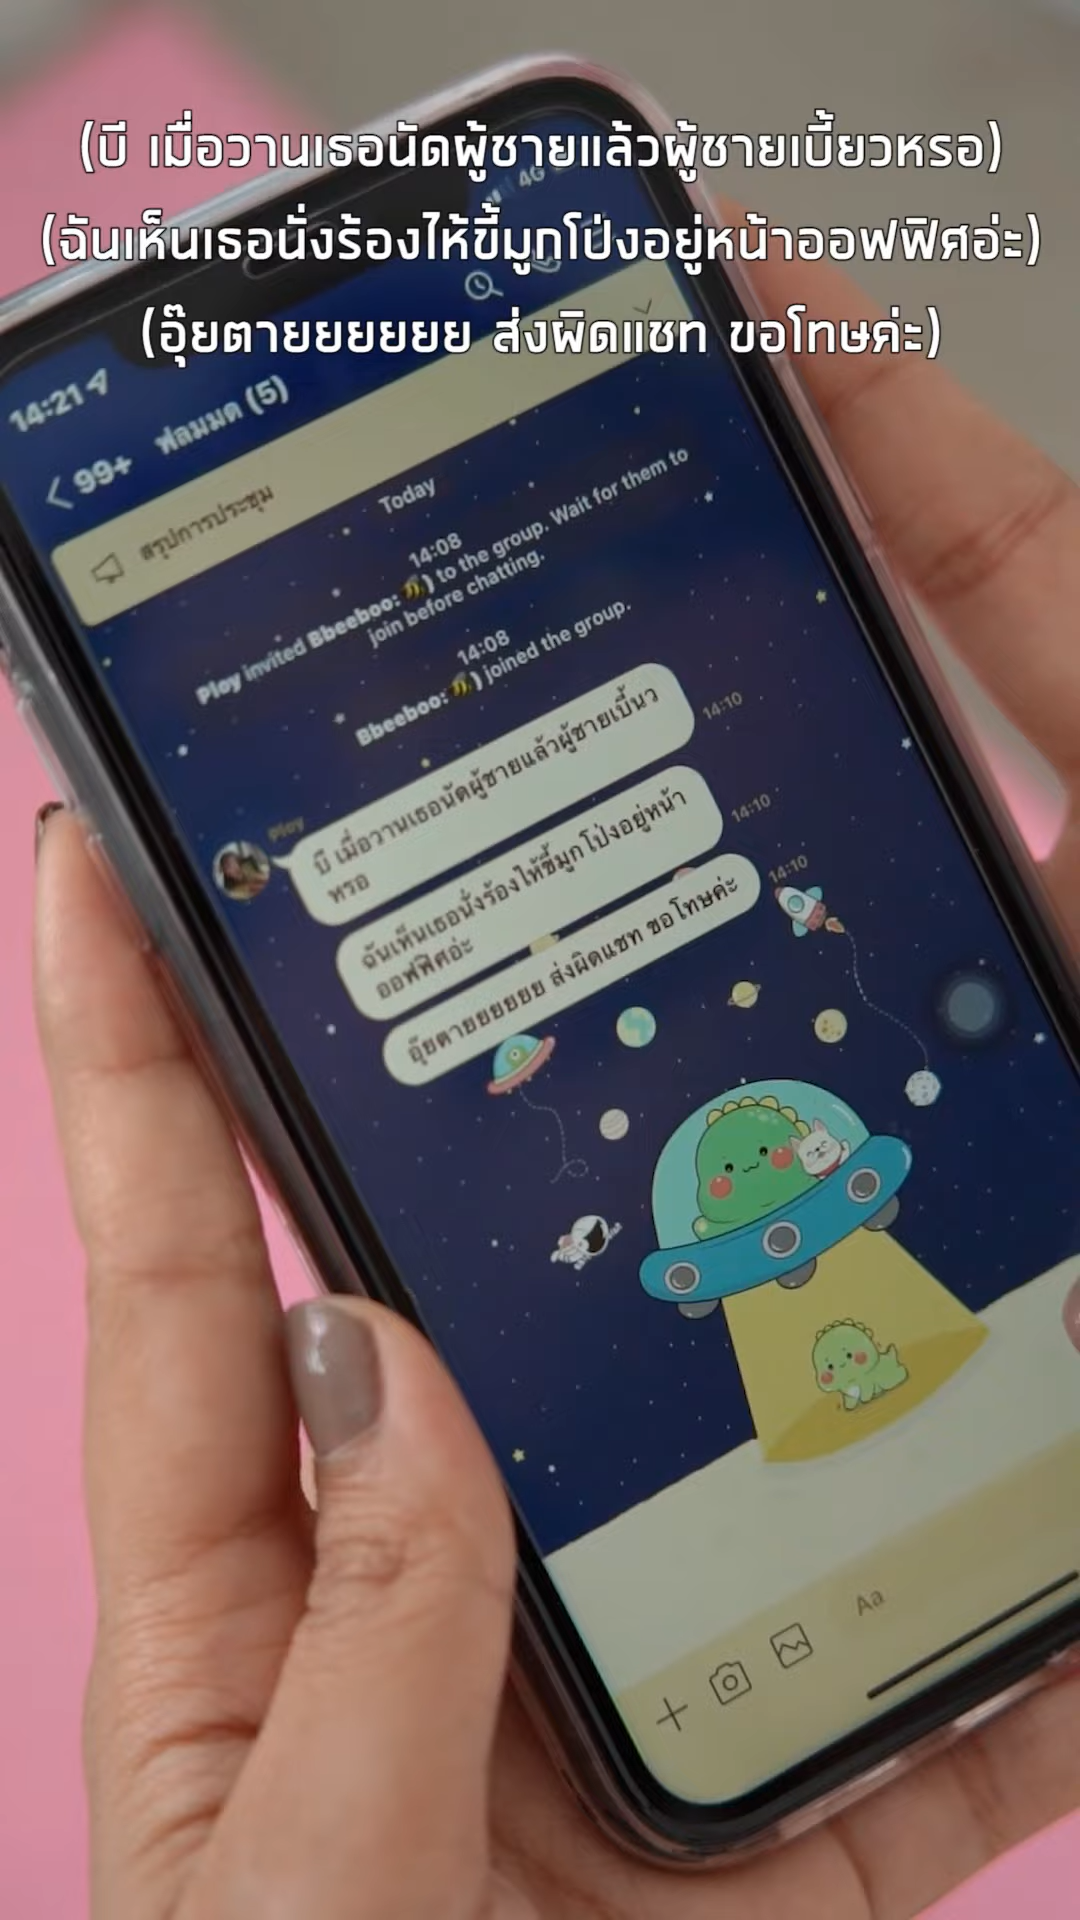 (บี เมื่อวานเธอนัดผู้ชายแล้วผู้ชายเบี้ยวหรอ)
(ฉันเห็นเธอนั่งร้องไห้ขี้มูกโป่งอยู่หน้าออฟฟิศอ่ะ)
(อุ๊ยตายยยยยย ส่งผิดแชท ขอโทษค่ะ)
4G
14:21
99+ ฟลมมด (5)
สรุปการประชุม
Today
14:08
Ploy invited Bbeeboo:🐝) to the group. Wait for them to
join before chatting.
14:08
Bbeeboo:🐝) joined the group.
Ploy
บี เมื่อวานเธอนัดผู้ชายแล้วผู้ชายเบี้นว
หรอ
14:10
ฉันเห็นเธอนั่งร้องไห้ขี้มูกโป่งอยู่หน้า
ออฟฟิศอ่ะ
14:10
อุ๊ยตายยยยยย ส่งผิดแชท ขอโทษค่ะ
14:10
Aa